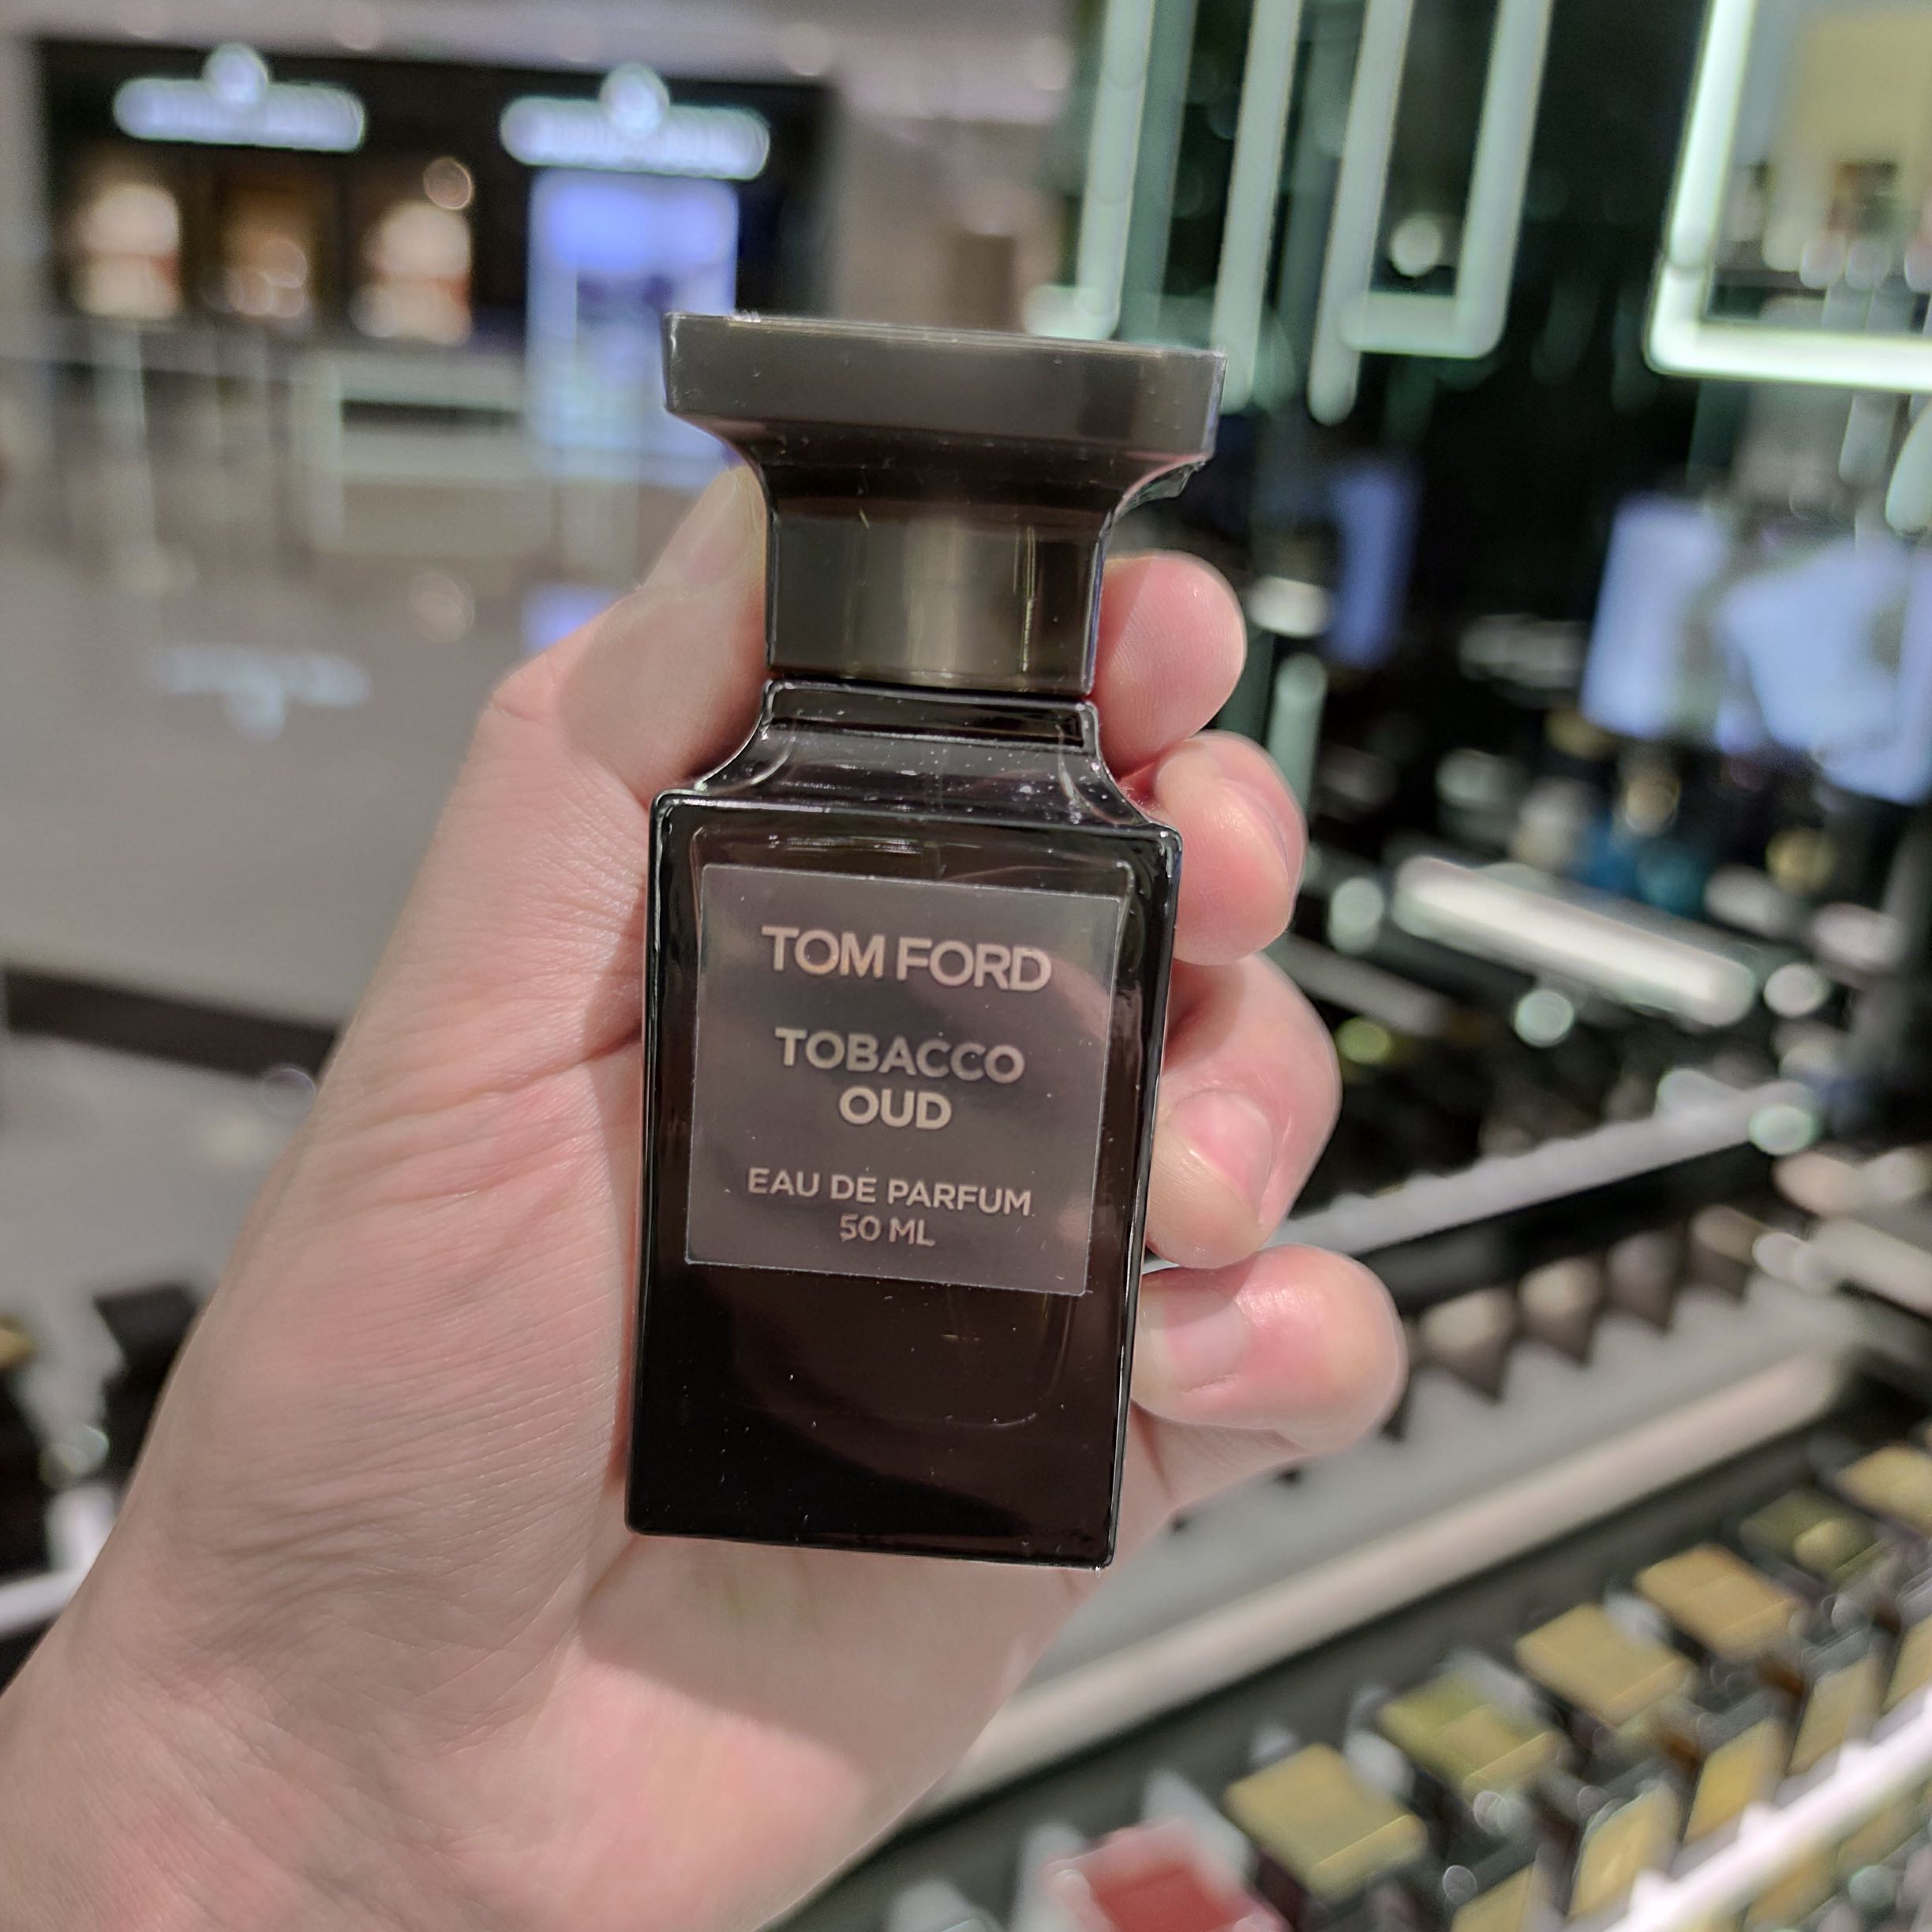 TOM FORD
TOBACCO
OUD
EAU DE PARFUM
50 ML